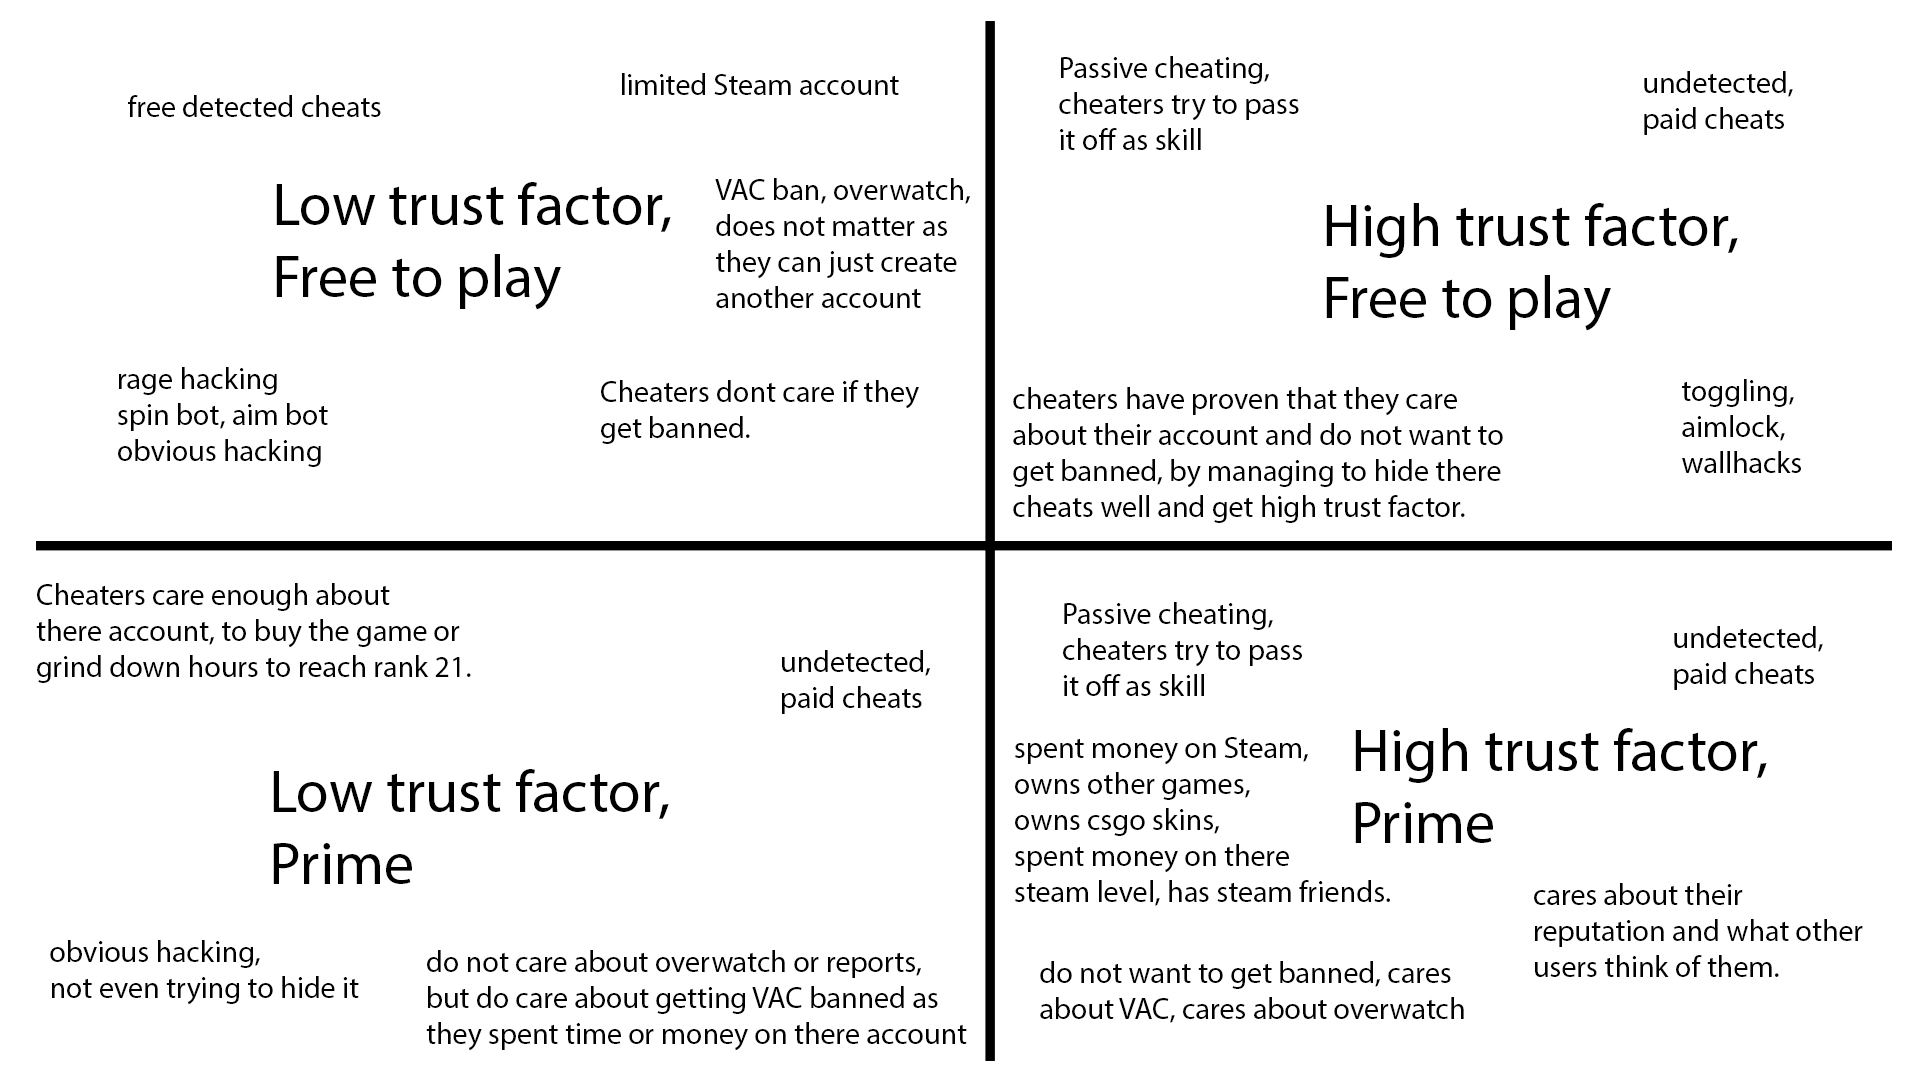 free detected cheats
limited Steam account
Low trust factor,
Free to play
VAC ban, overwatch,
does not matter as
they can just create
another account
rage hacking
spin bot, aim bot
obvious hacking
Cheaters dont care if they
get banned.
Passive cheating,
cheaters try to pass
it off as skill
undetected,
paid cheats
High trust factor,
Free to play
cheaters have proven that they care
about their account and do not want to
get banned, by managing to hide there
cheats well and get high trust factor.
toggling,
aimlock,
wallhacks
Cheaters care enough about
there account, to buy the game or
grind down hours to reach rank 21.
undetected,
paid cheats
Low trust factor,
Prime
obvious hacking,
not even trying to hide it
do not care about overwatch or reports,
but do care about getting VAC banned as
they spent time or money on there account
Passive cheating,
cheaters try to pass
it off as skill
undetected,
paid cheats
spent money on Steam,
owns other games,
owns csgo skins,
spent money on there
steam level, has steam friends.
High trust factor,
Prime
cares about their
reputation and what other
users think of them.
do not want to get banned, cares
about VAC, cares about overwatch